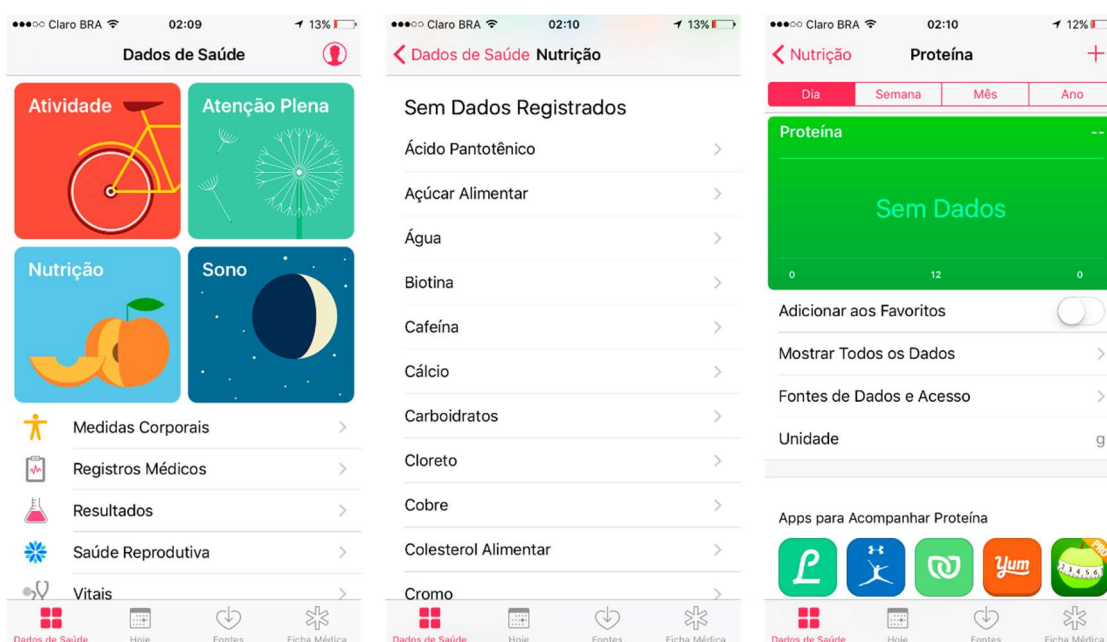 Claro BRA 02:09 13%
Dados de Saúde
Atividade
Atenção Plena
Nutrição
Sono
Medidas Corporais
Registros Médicos
Resultados
Saúde Reprodutiva
Vitais
Dados de Saúde Hoje Fontes Ficha Médica
Claro BRA 02:10 13%
Dados de Saúde Nutrição
Sem Dados Registrados
Ácido Pantotênico
Açúcar Alimentar
Água
Biotina
Cafeína
Cálcio
Carboidratos
Cloreto
Cobre
Colesterol Alimentar
Cromo
Dados de Saúde Hoje Fontes Ficha Médica
Claro BRA 02:10 12%
Nutrição Proteína +
Dia Semana Mês Ano
Proteína --
Sem Dados
0 12 0
Adicionar aos Favoritos
Mostrar Todos os Dados
Fontes de Dados e Acesso
Unidade g
Apps para Acompanhar Proteína
L Yum PRO
Dados de Saúde Hoje Fontes Ficha Médica